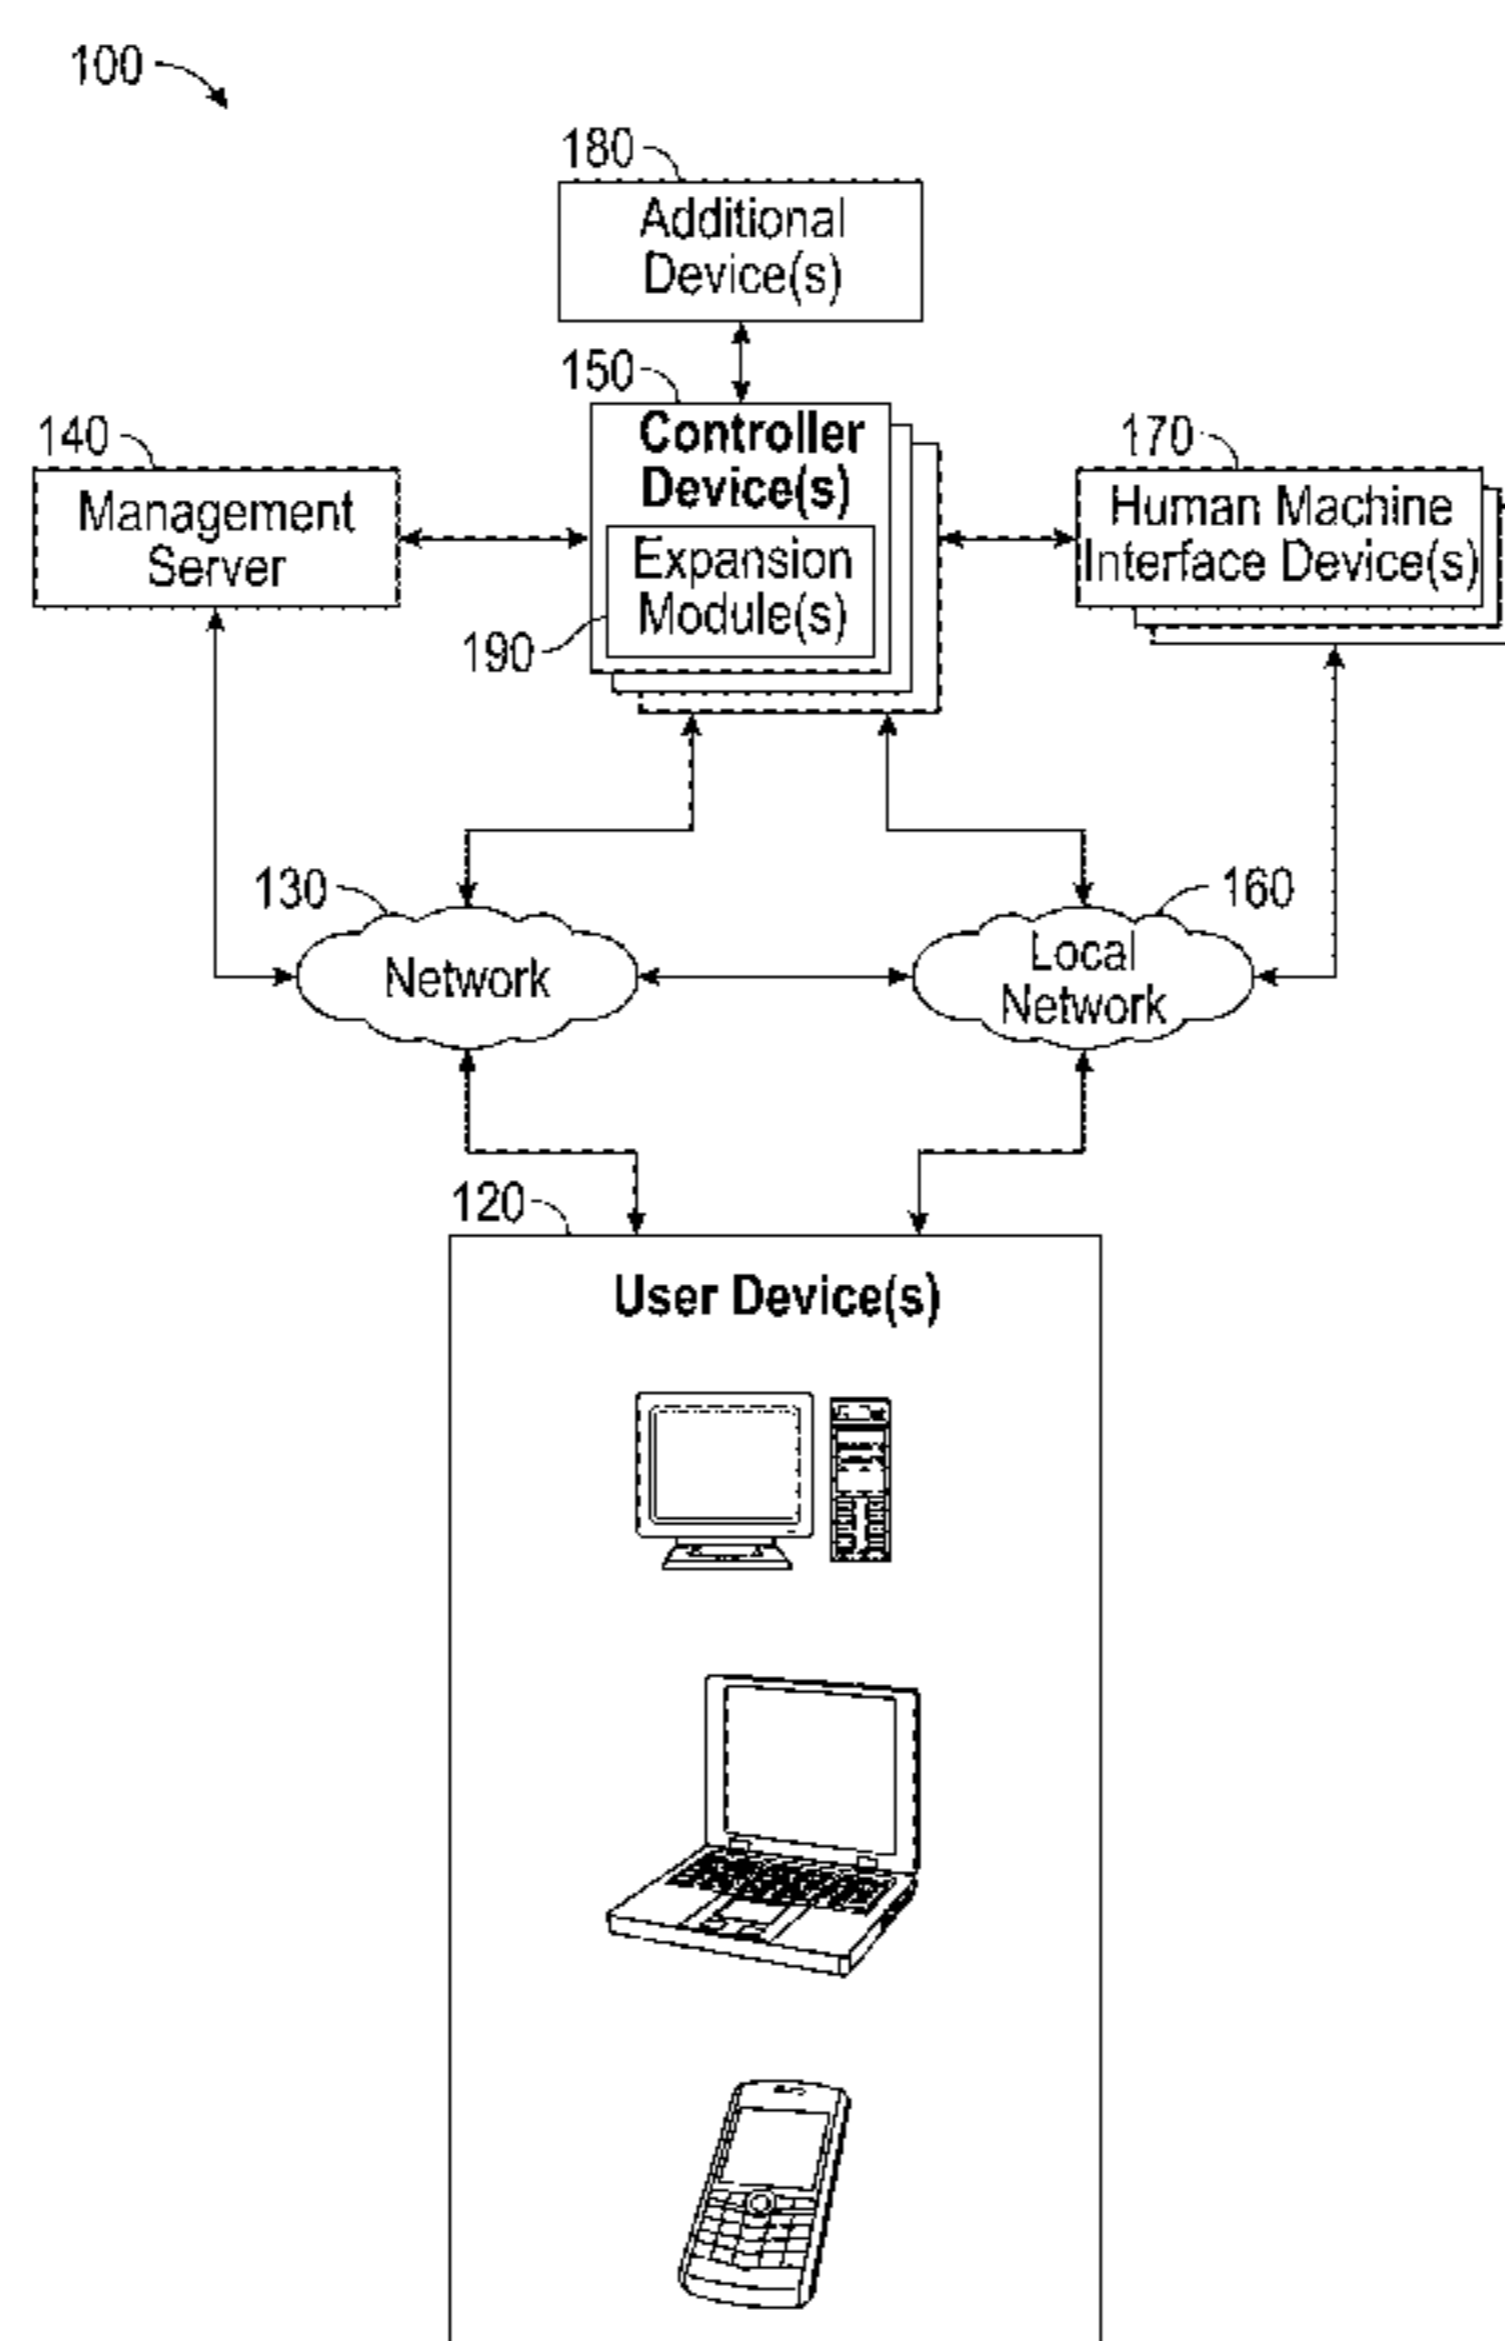 100
180
Additional
Device(s)
150
Controller
Device(s)
140
Management
Server
170
Human Machine
Interface Device(s)
Expansion
Module(s)
190
130
Network
160
Local
Network
120
User Device(s)